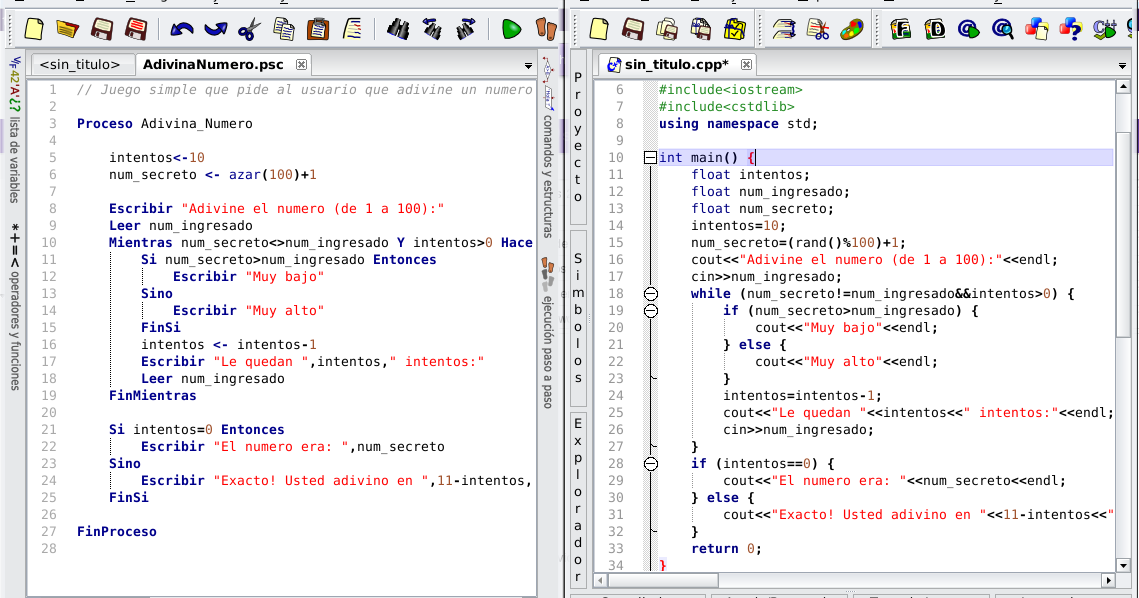 <sin_titulo>
AdivinaNumero.psc
lista de variables
operadores y funciones
1 // Juego simple que pide al usuario que adivine un numero
2
3 Proceso Adivina_Numero
4
5 intentos<-10
6 num_secreto <- azar(100)+1
7
8 Escribir "Adivine el numero (de 1 a 100):"
9 Leer num_ingresado
10 Mientras num_secreto<>num_ingresado Y intentos>0 Hace
11 Si num_secreto>num_ingresado Entonces
12 Escribir "Muy bajo"
13 Sino
14 Escribir "Muy alto"
15 FinSi
16 intentos <- intentos-1
17 Escribir "Le quedan ",intentos," intentos:"
18 Leer num_ingresado
19 FinMientras
20
21 Si intentos=0 Entonces
22 Escribir "El numero era: ",num_secreto
23 Sino
24 Escribir "Exacto! Usted adivino en ",11-intentos,
25 FinSi
26
27 FinProceso
28
comandos y estructuras
ejecución paso a paso
Proyecto
Simbolos
Explorador
sin_titulo.cpp*
6 #include<iostream>
7 #include<cstdlib>
8 using namespace std;
9
10 int main() {
11 float intentos;
12 float num_ingresado;
13 float num_secreto;
14 intentos=10;
15 num_secreto=(rand()%100)+1;
16 cout<<"Adivine el numero (de 1 a 100):"<<endl;
17 cin>>num_ingresado;
18 while (num_secreto!=num_ingresado&&intentos>0) {
19 if (num_secreto>num_ingresado) {
20 cout<<"Muy bajo"<<endl;
21 } else {
22 cout<<"Muy alto"<<endl;
23 }
24 intentos=intentos-1;
25 cout<<"Le quedan "<<intentos<<" intentos:"<<endl;
26 cin>>num_ingresado;
27 }
28 if (intentos==0) {
29 cout<<"El numero era: "<<num_secreto<<endl;
30 } else {
31 cout<<"Exacto! Usted adivino en "<<11-intentos<<"
32 }
33 return 0;
34 }